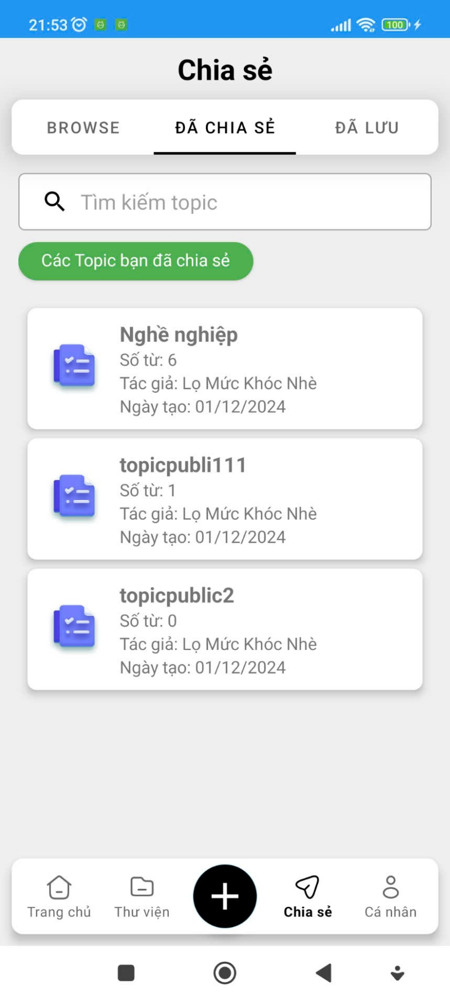 21:53
100
Chia sẻ
BROWSE ĐÃ CHIA SẺ ĐÃ LƯU
Tìm kiếm topic
Các Topic bạn đã chia sẻ
Nghề nghiệp
Số từ: 6
Tác giả: Lọ Mức Khóc Nhè
Ngày tạo: 01/12/2024
topicpubli111
Số từ: 1
Tác giả: Lọ Mức Khóc Nhè
Ngày tạo: 01/12/2024
topicpublic2
Số từ: 0
Tác giả: Lọ Mức Khóc Nhè
Ngày tạo: 01/12/2024
Trang chủ Thư viện Chia sẻ Cá nhân